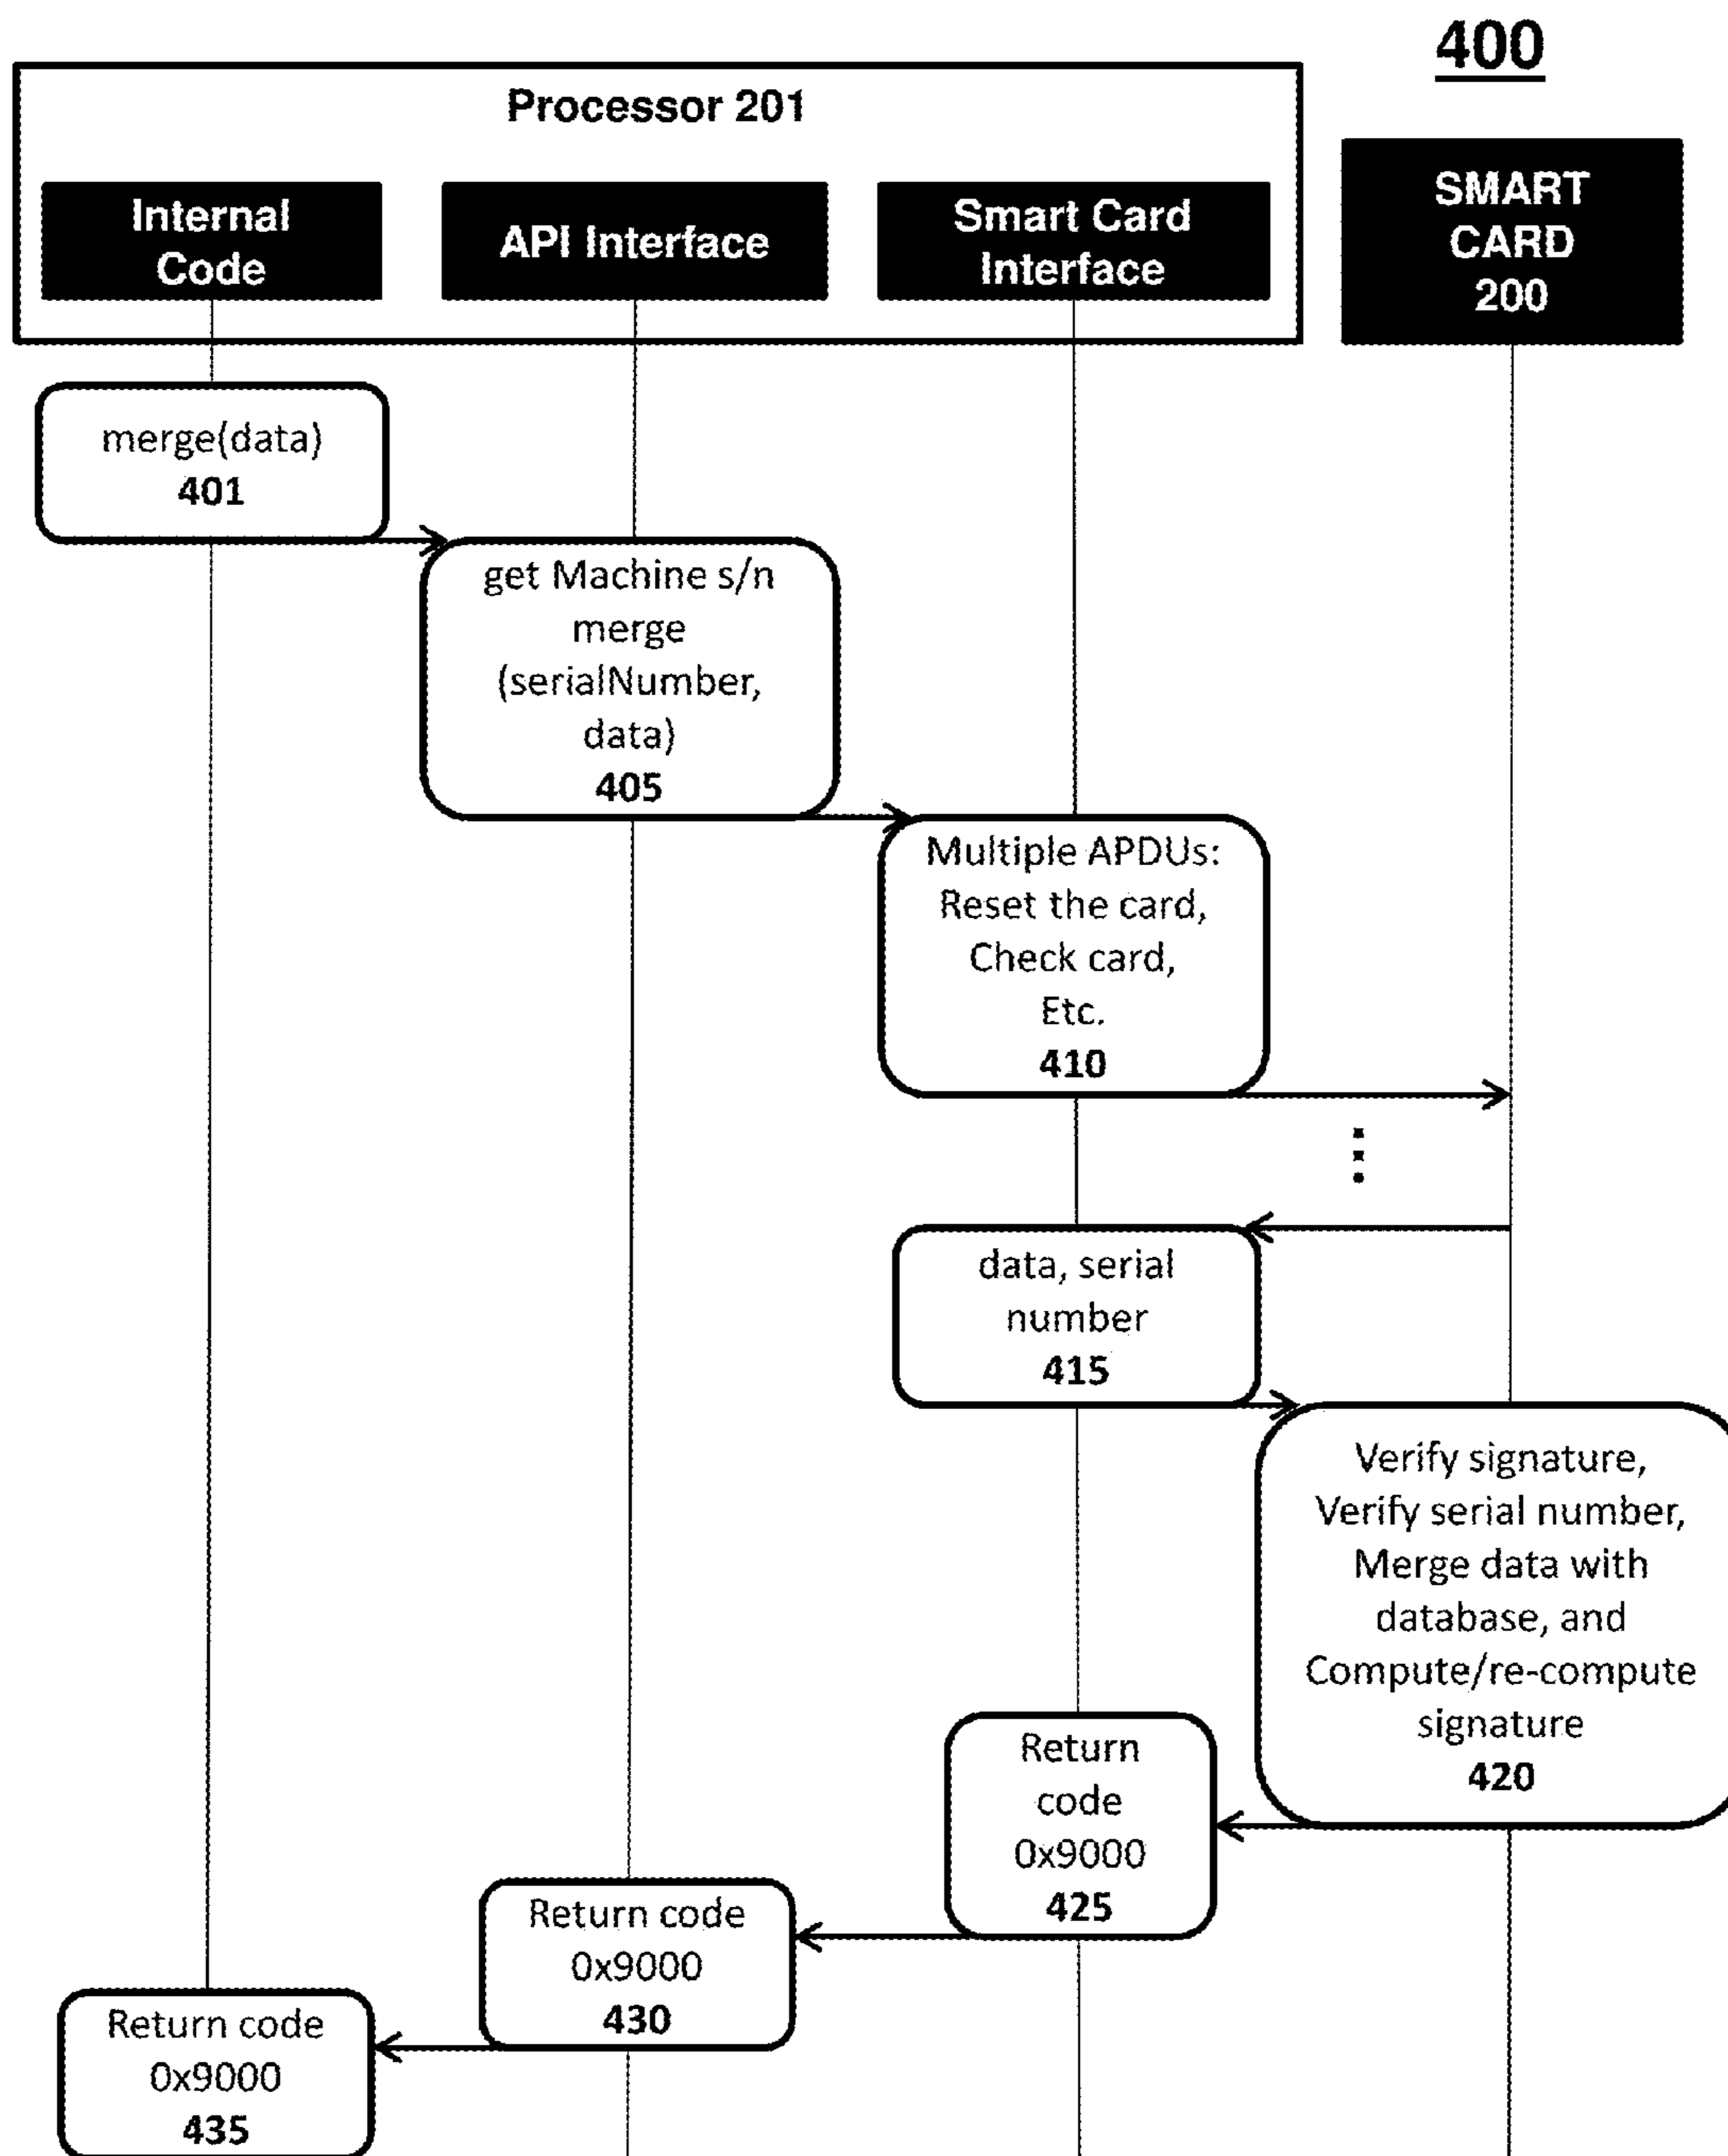 400
Processor 201
Internal
Code
API Interface
Smart Card
Interface
SMART
CARD
200
merge(data)
401
get Machine s/n
merge
(serialNumber,
data)
405
Multiple APDUs:
Reset the card,
Check card,
Etc.
410
data, serial
number
415
Verify signature,
Verify serial number,
Merge data with
database, and
Compute/re-compute
signature
420
Return
code
0x9000
425
Return code
0x9000
430
Return code
0x9000
435